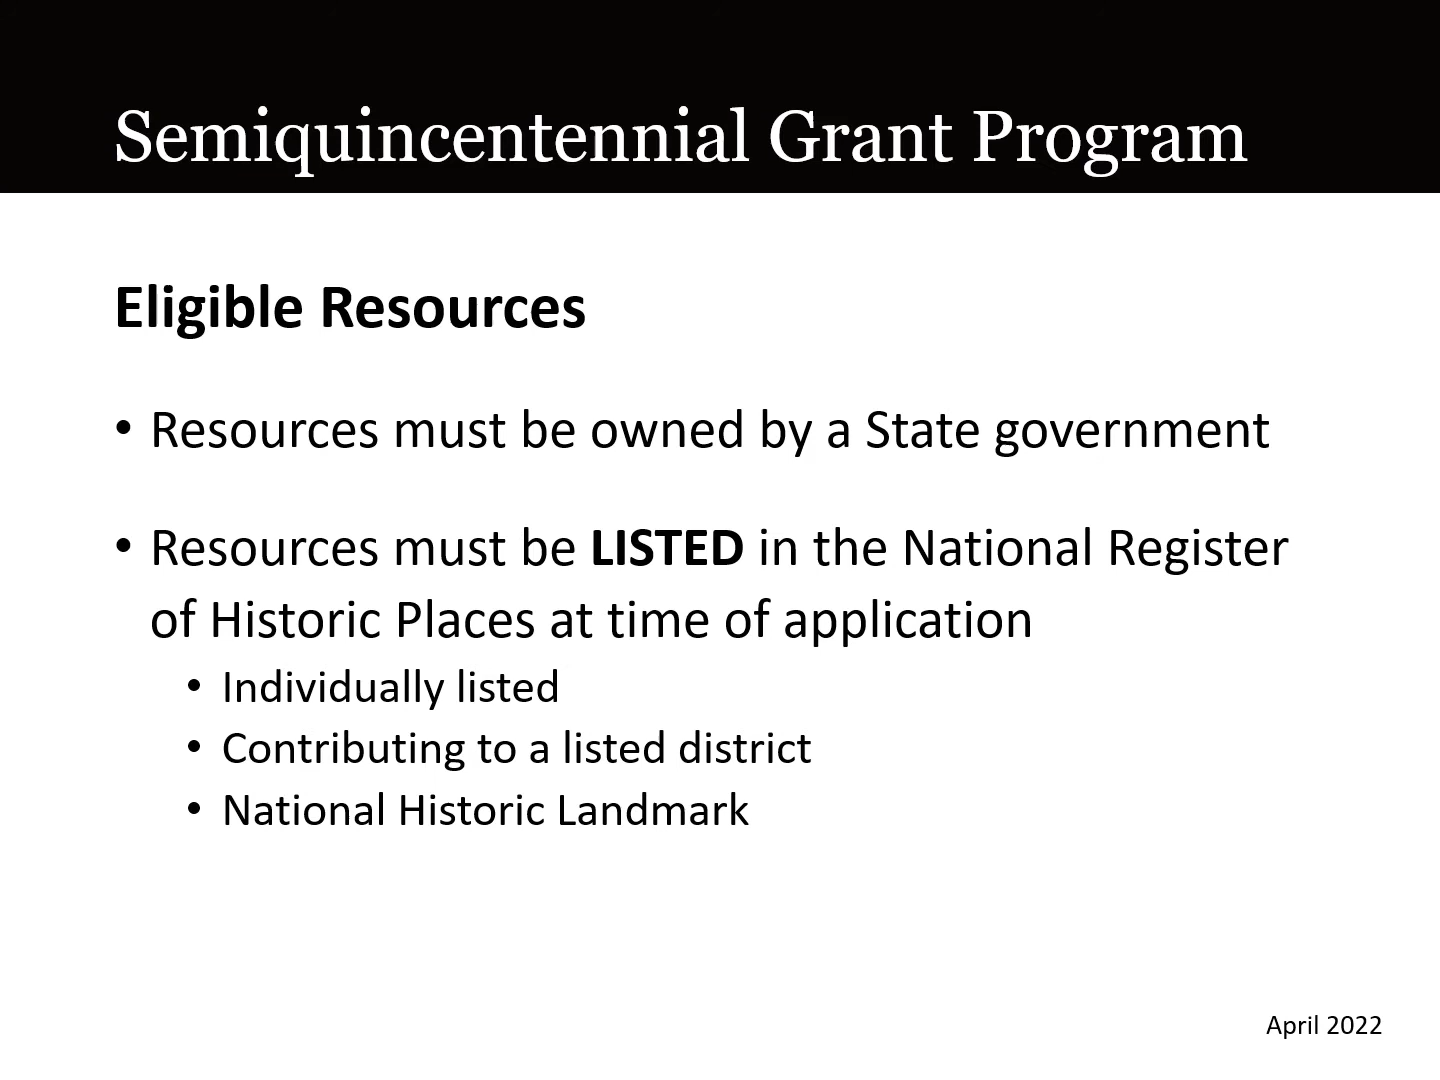 Semiquincentennial Grant Program
Eligible Resources
• Resources must be owned by a State government
• Resources must be LISTED in the National Register
of Historic Places at time of application
• Individually listed
• Contributing to a listed district
• National Historic Landmark
April 2022